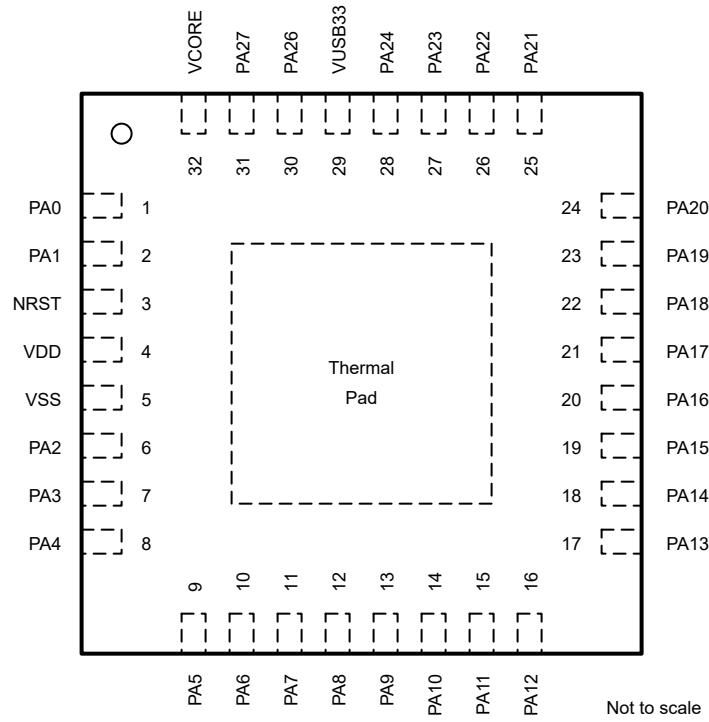 VCORE
PA27
PA26
VUSB33
PA24
PA23
PA22
PA21
32
31
30
29
28
27
26
25
PA0 1
PA1 2
NRST 3
VDD 4
VSS 5
PA2 6
PA3 7
PA4 8
24 PA20
23 PA19
22 PA18
21 PA17
20 PA16
19 PA15
18 PA14
17 PA13
Thermal
Pad
9
10
11
12
13
14
15
16
PA5
PA6
PA7
PA8
PA9
PA10
PA11
PA12
Not to scale